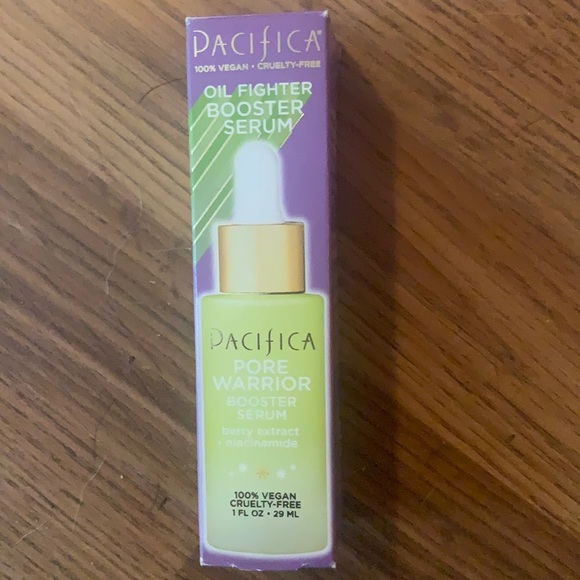 PACIFICA®
100% VEGAN • CRUELTY-FREE
OIL FIGHTER
BOOSTER
SERUM
PACIFICA
PORE
WARRIOR
BOOSTER
SERUM
berry extract
+ niacinamide
100% VEGAN
CRUELTY-FREE
1 FL OZ • 29 ML